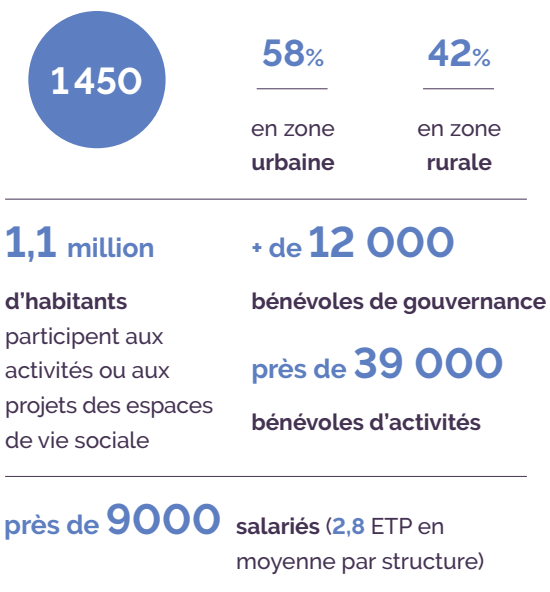 1 450
58%
en zone
urbaine
42%
en zone
rurale
1,1 million
d'habitants
participent aux
activités ou aux
projets des espaces
de vie sociale
+ de 12 000
bénévoles de gouvernance
près de 39 000
bénévoles d'activités
près de 9000 salariés (2,8 ETP en
moyenne par structure)